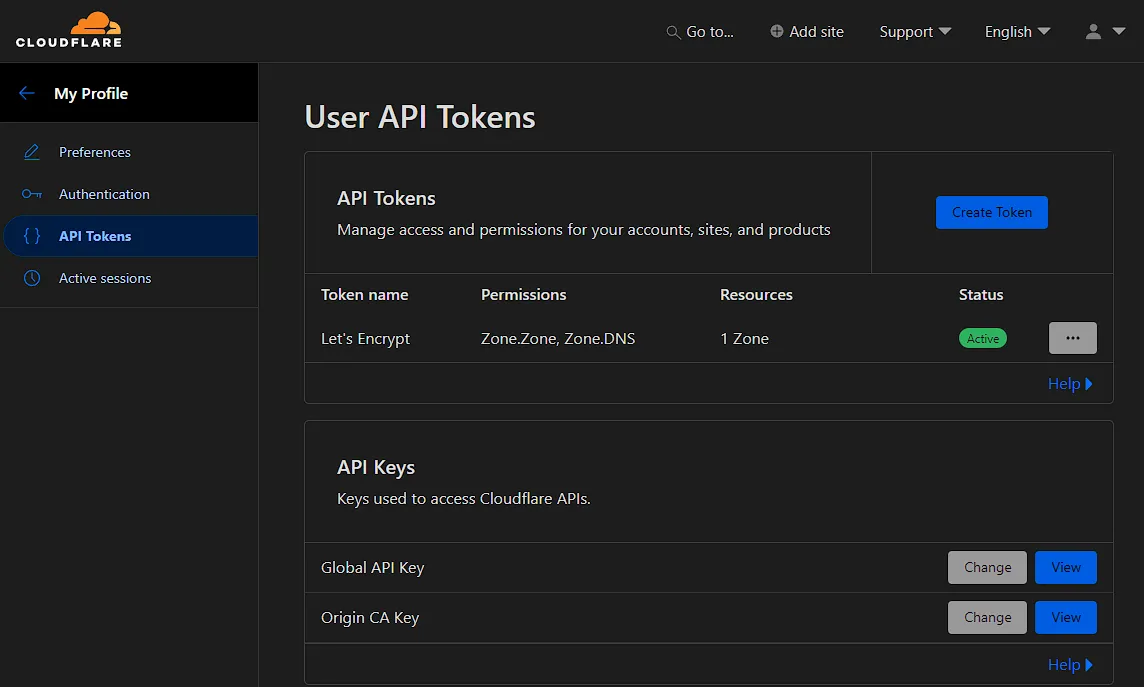 CLOUDFLARE
Go to...
Add site
Support
English
My Profile
Preferences
Authentication
API Tokens
Active sessions
User API Tokens
API Tokens
Manage access and permissions for your accounts, sites, and products
Create Token
Token name Permissions Resources Status
Let's Encrypt Zone.Zone, Zone.DNS 1 Zone Active ...
Help
API Keys
Keys used to access Cloudflare APIs.
Global API Key Change View
Origin CA Key Change View
Help